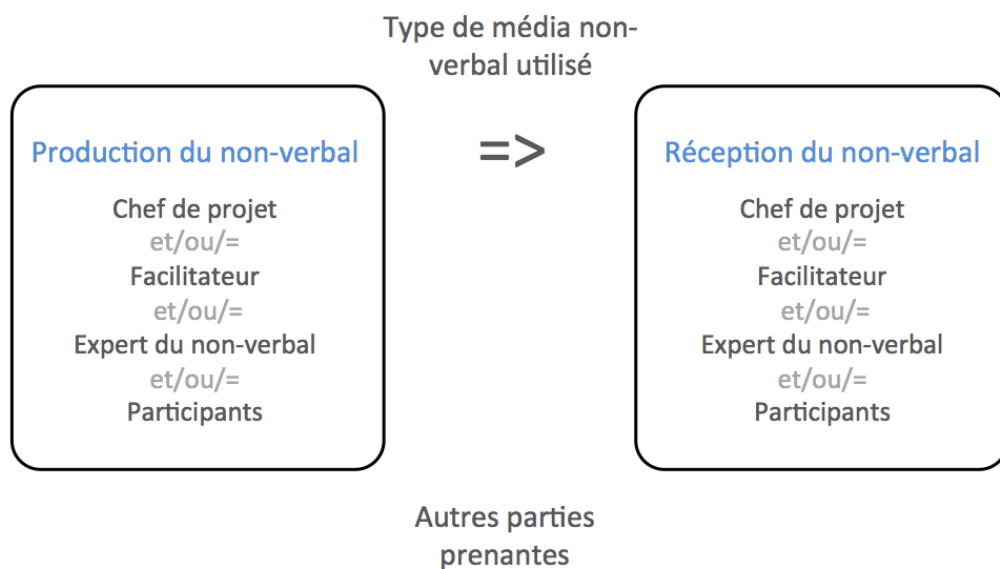 Type de média non-
verbal utilisé
=>
Production du non-verbal
Chef de projet
et/ou/=
Facilitateur
et/ou/=
Expert du non-verbal
et/ou/=
Participants
Réception du non-verbal
Chef de projet
et/ou/=
Facilitateur
et/ou/=
Expert du non-verbal
et/ou/=
Participants
Autres parties
prenantes